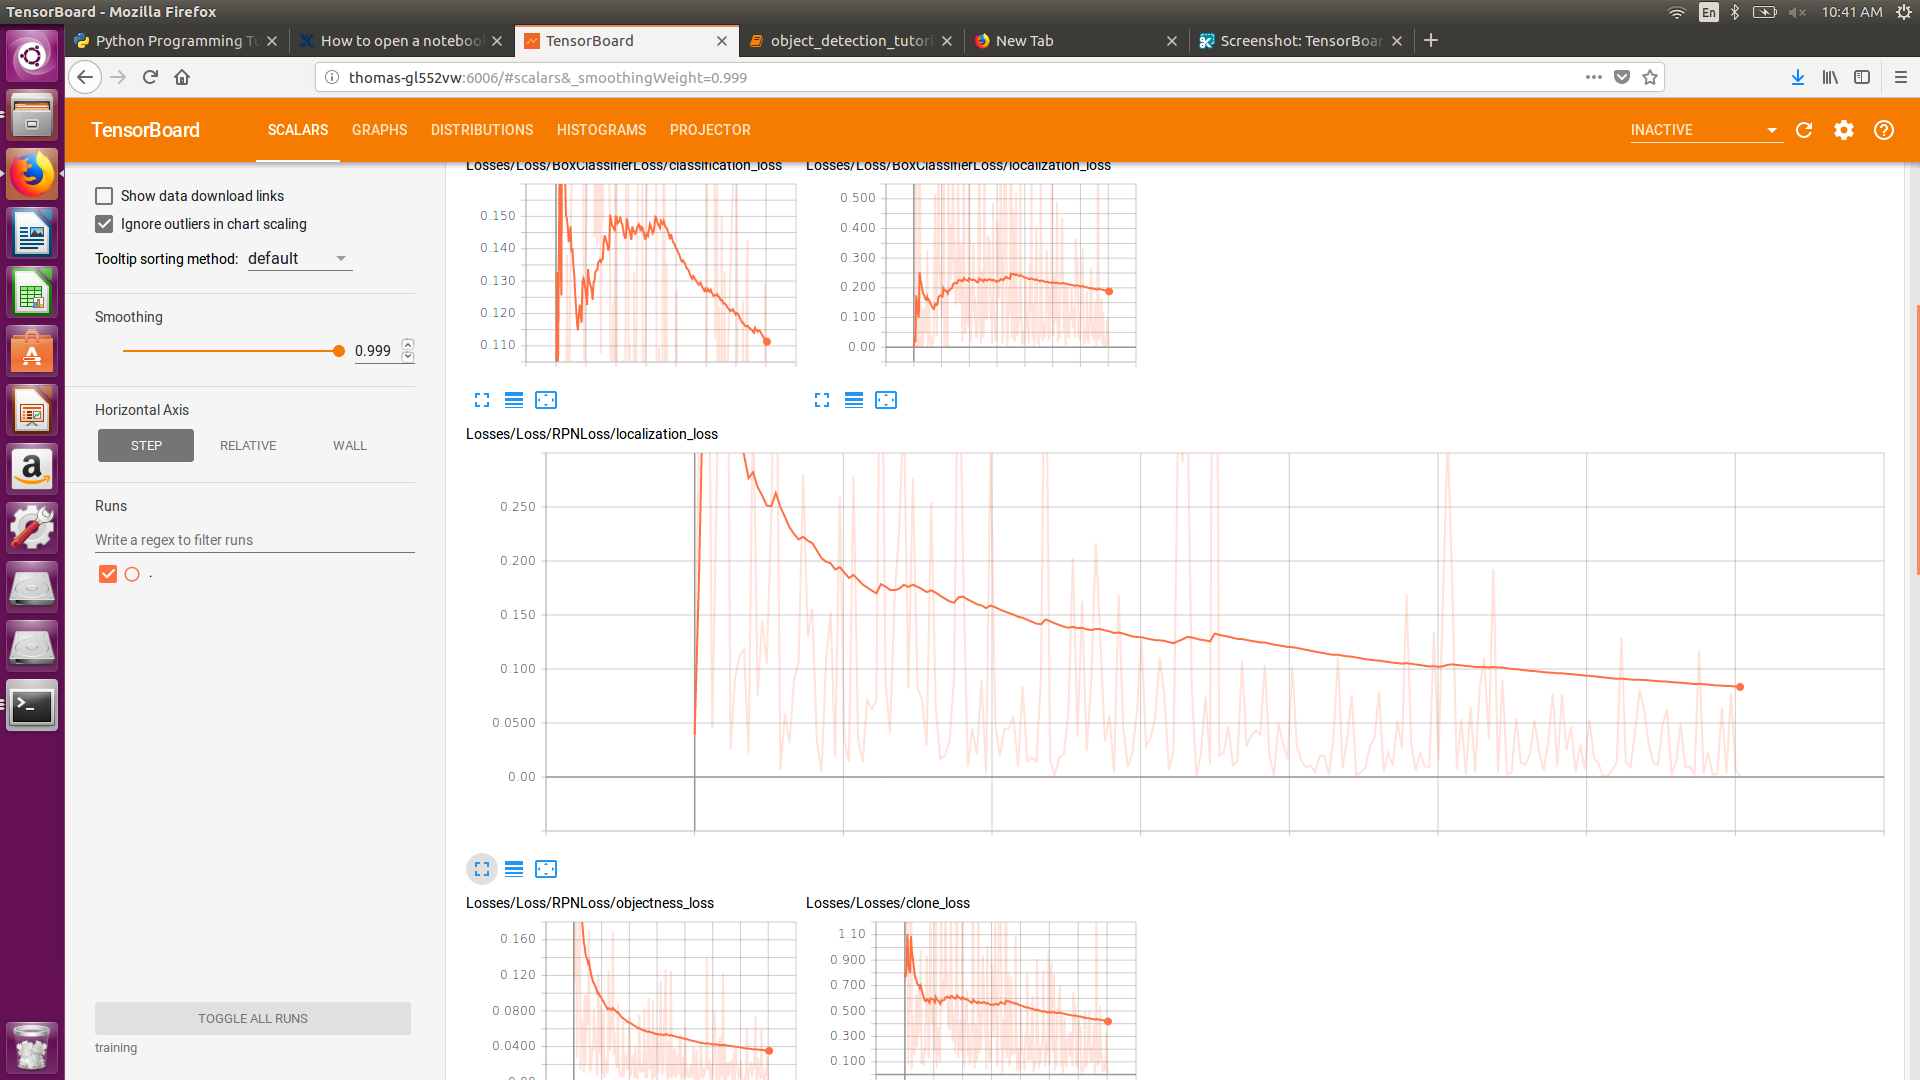 TensorBoard - Mozilla Firefox
En
10:41 AM
Python Programming Tu
How to open a noteboo
TensorBoard
object_detection_tutori
New Tab
Screenshot: TensorBoar
thomas-gl552vw:6006/#scalars&_smoothingWeight=0.999
TensorBoard
SCALARS
GRAPHS
DISTRIBUTIONS
HISTOGRAMS
PROJECTOR
INACTIVE
Show data download links
Ignore outliers in chart scaling
Tooltip sorting method: default
Smoothing
0.999
Horizontal Axis
STEP
RELATIVE
WALL
Runs
Write a regex to filter runs
.
TOGGLE ALL RUNS
training
Losses/Loss/BoxClassifierLoss/classification_loss
0.150
0.140
0.130
0.120
0.110
Losses/Loss/BoxClassifierLoss/localization_loss
0.500
0.400
0.300
0.200
0.100
0.00
Losses/Loss/RPNLoss/localization_loss
0.250
0.200
0.150
0.100
0.0500
0.00
Losses/Loss/RPNLoss/objectness_loss
0.160
0.120
0.0800
0.0400
0.00
Losses/Losses/clone_loss
1.10
0.900
0.700
0.500
0.300
0.100